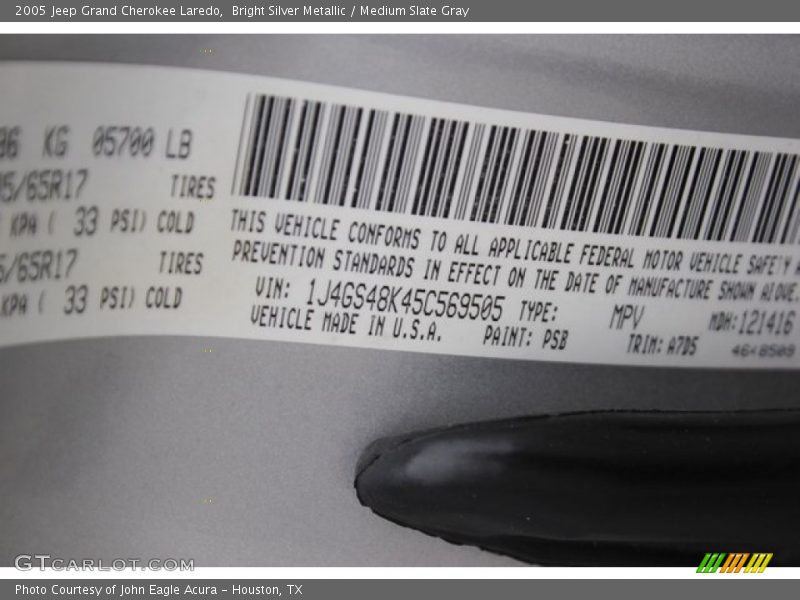 2005 Jeep Grand Cherokee Laredo, Bright Silver Metallic / Medium Slate Gray
KG 05700 LB
/65R17 TIRES
KPA ( 33 PSI) COLD
/65R17 TIRES
KPA ( 33 PSI) COLD
THIS VEHICLE CONFORMS TO ALL APPLICABLE FEDERAL MOTOR VEHICLE SAFETY
PREVENTION STANDARDS IN EFFECT ON THE DATE OF MANUFACTURE SHOWN ABOVE.
VIN: 1J4GS48K45C569505 TYPE: MPV MDH:121416
VEHICLE MADE IN U.S.A. PAINT: PSB TRIM: A7D5
GTCARLOT.COM
Photo Courtesy of John Eagle Acura - Houston, TX